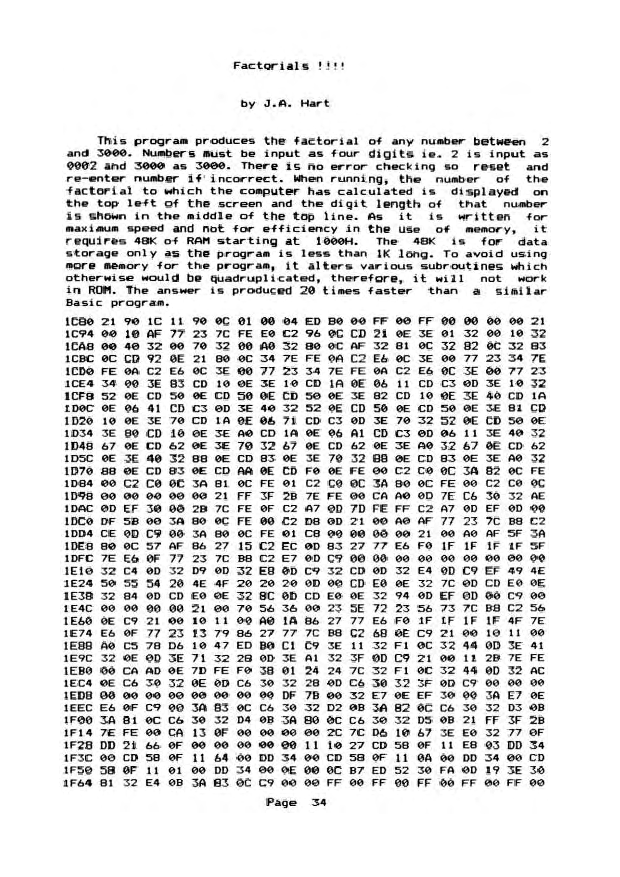 Factorials !!!!
by J.A. Hart
This program produces the factorial of any number between 2
and 3000. Numbers must be input as four digits ie. 2 is input as
0002 and 3000 as 3000. There is no error checking so reset and
re-enter number if incorrect. When running, the number of the
factorial to which the computer has calculated is displayed on
the top left of the screen and the digit length of that number
is shown in the middle of the top line. As it is written for
maximum speed and not for efficiency in the use of memory, it
requires 48K of RAM starting at 1000H. The 48K is for data
storage only as the program is less than 1K long. To avoid using
more memory for the program, it alters various subroutines which
otherwise would be quadruplicated, therefore, it will not work
in ROM. The answer is produced 20 times faster than a similar
Basic program.
1C80 21 90 1C 11 90 0C 01 00 04 ED B0 00 FF 00 FF 00 00 00 00 21
1C94 00 10 AF 77 23 7C FE E0 C2 96 0C CD 21 0E 3E 01 32 00 10 32
1CA8 00 40 32 00 70 32 00 A0 32 80 0C AF 32 81 0C 32 82 0C 32 83
1CBC 0C CD 92 0E 21 80 0C 34 7E FE 0A C2 E6 0C 3E 00 77 23 34 7E
1CD0 FE 0A C2 E6 0C 3E 00 77 23 34 7E FE 0A C2 E6 0C 3E 00 77 23
1CE4 34 00 3E 83 CD 10 0E 3E 10 CD 1A 0E 06 11 CD C3 0D 3E 10 32
1CF8 52 0E CD 50 0E CD 50 0E CD 50 0E 3E 82 CD 10 0E 3E 40 CD 1A
1D0C 0E 06 41 CD C3 0D 3E 40 32 52 0E CD 50 0E CD 50 0E 3E 81 CD
1D20 10 0E 3E 70 CD 1A 0E 06 71 CD C3 0D 3E 70 32 52 0E CD 50 0E
1D34 3E 80 CD 10 0E 3E A0 CD 1A 0E 06 A1 CD C3 0D 06 11 3E 40 32
1D48 67 0E CD 62 0E 3E 70 32 67 0E CD 62 0E 3E A0 32 67 0E CD 62
1D5C 0E 3E 40 32 88 0E CD 83 0E 3E 70 32 88 0E CD 83 0E 3E A0 32
1D70 88 0E CD 83 0E CD AA 0E CD F0 0E FE 00 C2 C0 0C 3A 82 0C FE
1D84 00 C2 C0 0C 3A 81 0C FE 01 C2 C0 0C 3A 80 0C FE 00 C2 C0 0C
1D98 00 00 00 00 00 21 FF 3F 2B 7E FE 00 CA A0 0D 7E C6 30 32 AE
1DAC 0D EF 30 00 2B 7C FE 0F C2 A7 0D 7D FE FF C2 A7 0D EF 0D 00
1DC0 DF 5B 00 3A 80 0C FE 00 C2 D8 0D 21 00 A0 AF 77 23 7C B8 C2
1DD4 CE 0D C9 00 3A 80 0C FE 01 C8 00 00 00 00 21 00 A0 AF 5F 3A
1DE8 80 0C 57 AF 86 27 15 C2 EC 0D 83 27 77 E6 F0 1F 1F 1F 1F 5F
1DFC 7E E6 0F 77 23 7C B8 C2 E7 0D C9 00 00 00 00 00 00 00 00 00
1E10 32 C4 0D 32 D9 0D 32 E8 0D C9 32 CD 0D 32 E4 0D C9 EF 49 4E
1E24 50 55 54 20 4E 4F 20 20 20 0D 00 CD E0 0E 32 7C 0D CD E0 0E
1E38 32 84 0D CD E0 0E 32 8C 0D CD E0 0E 32 94 0D EF 0D 00 C9 00
1E4C 00 00 00 00 21 00 70 56 36 00 23 5E 72 23 56 73 7C B8 C2 56
1E60 0E C9 21 00 10 11 00 A0 1A 86 27 77 E6 F0 1F 1F 1F 1F 4F 7E
1E74 E6 0F 77 23 13 79 86 27 77 7C B8 C2 68 0E C9 21 00 10 11 00
1E88 A0 C5 78 D6 10 47 ED B0 C1 C9 3E 11 32 F1 0C 32 44 0D 3E 41
1E9C 32 0E 0D 3E 71 32 28 0D 3E A1 32 3F 0D C9 21 00 11 2B 7E FE
1EB0 00 CA AD 0E 7D FE F0 38 01 24 24 7C 32 F1 0C 32 44 0D 32 AC
1EC4 0E C6 30 32 0E 0D C6 30 32 28 0D C6 30 32 3F 0D C9 00 00 00
1ED8 00 00 00 00 00 00 00 00 DF 7B 00 32 E7 0E EF 30 00 3A E7 0E
1EEC E6 0F C9 00 3A 83 0C C6 30 32 D2 0B 3A 82 0C C6 30 32 D3 0B
1F00 3A 81 0C C6 30 32 D4 0B 3A 80 0C C6 30 32 D5 0B 21 FF 3F 2B
1F14 7E FE 00 CA 13 0F 00 00 00 00 2C 7C D6 10 67 3E E0 32 77 0F
1F28 DD 21 66 0F 00 00 00 00 00 11 10 27 CD 58 0F 11 E8 03 DD 34
1F3C 00 CD 58 0F 11 64 00 DD 34 00 CD 58 0F 11 0A 00 DD 34 00 CD
1F50 58 0F 11 01 00 DD 34 00 0E 00 0C B7 ED 52 30 FA 0D 19 3E 30
1F64 81 32 E4 0B 3A 83 0C C9 00 00 FF 00 FF 00 FF 00 FF 00 FF 00
Page 34